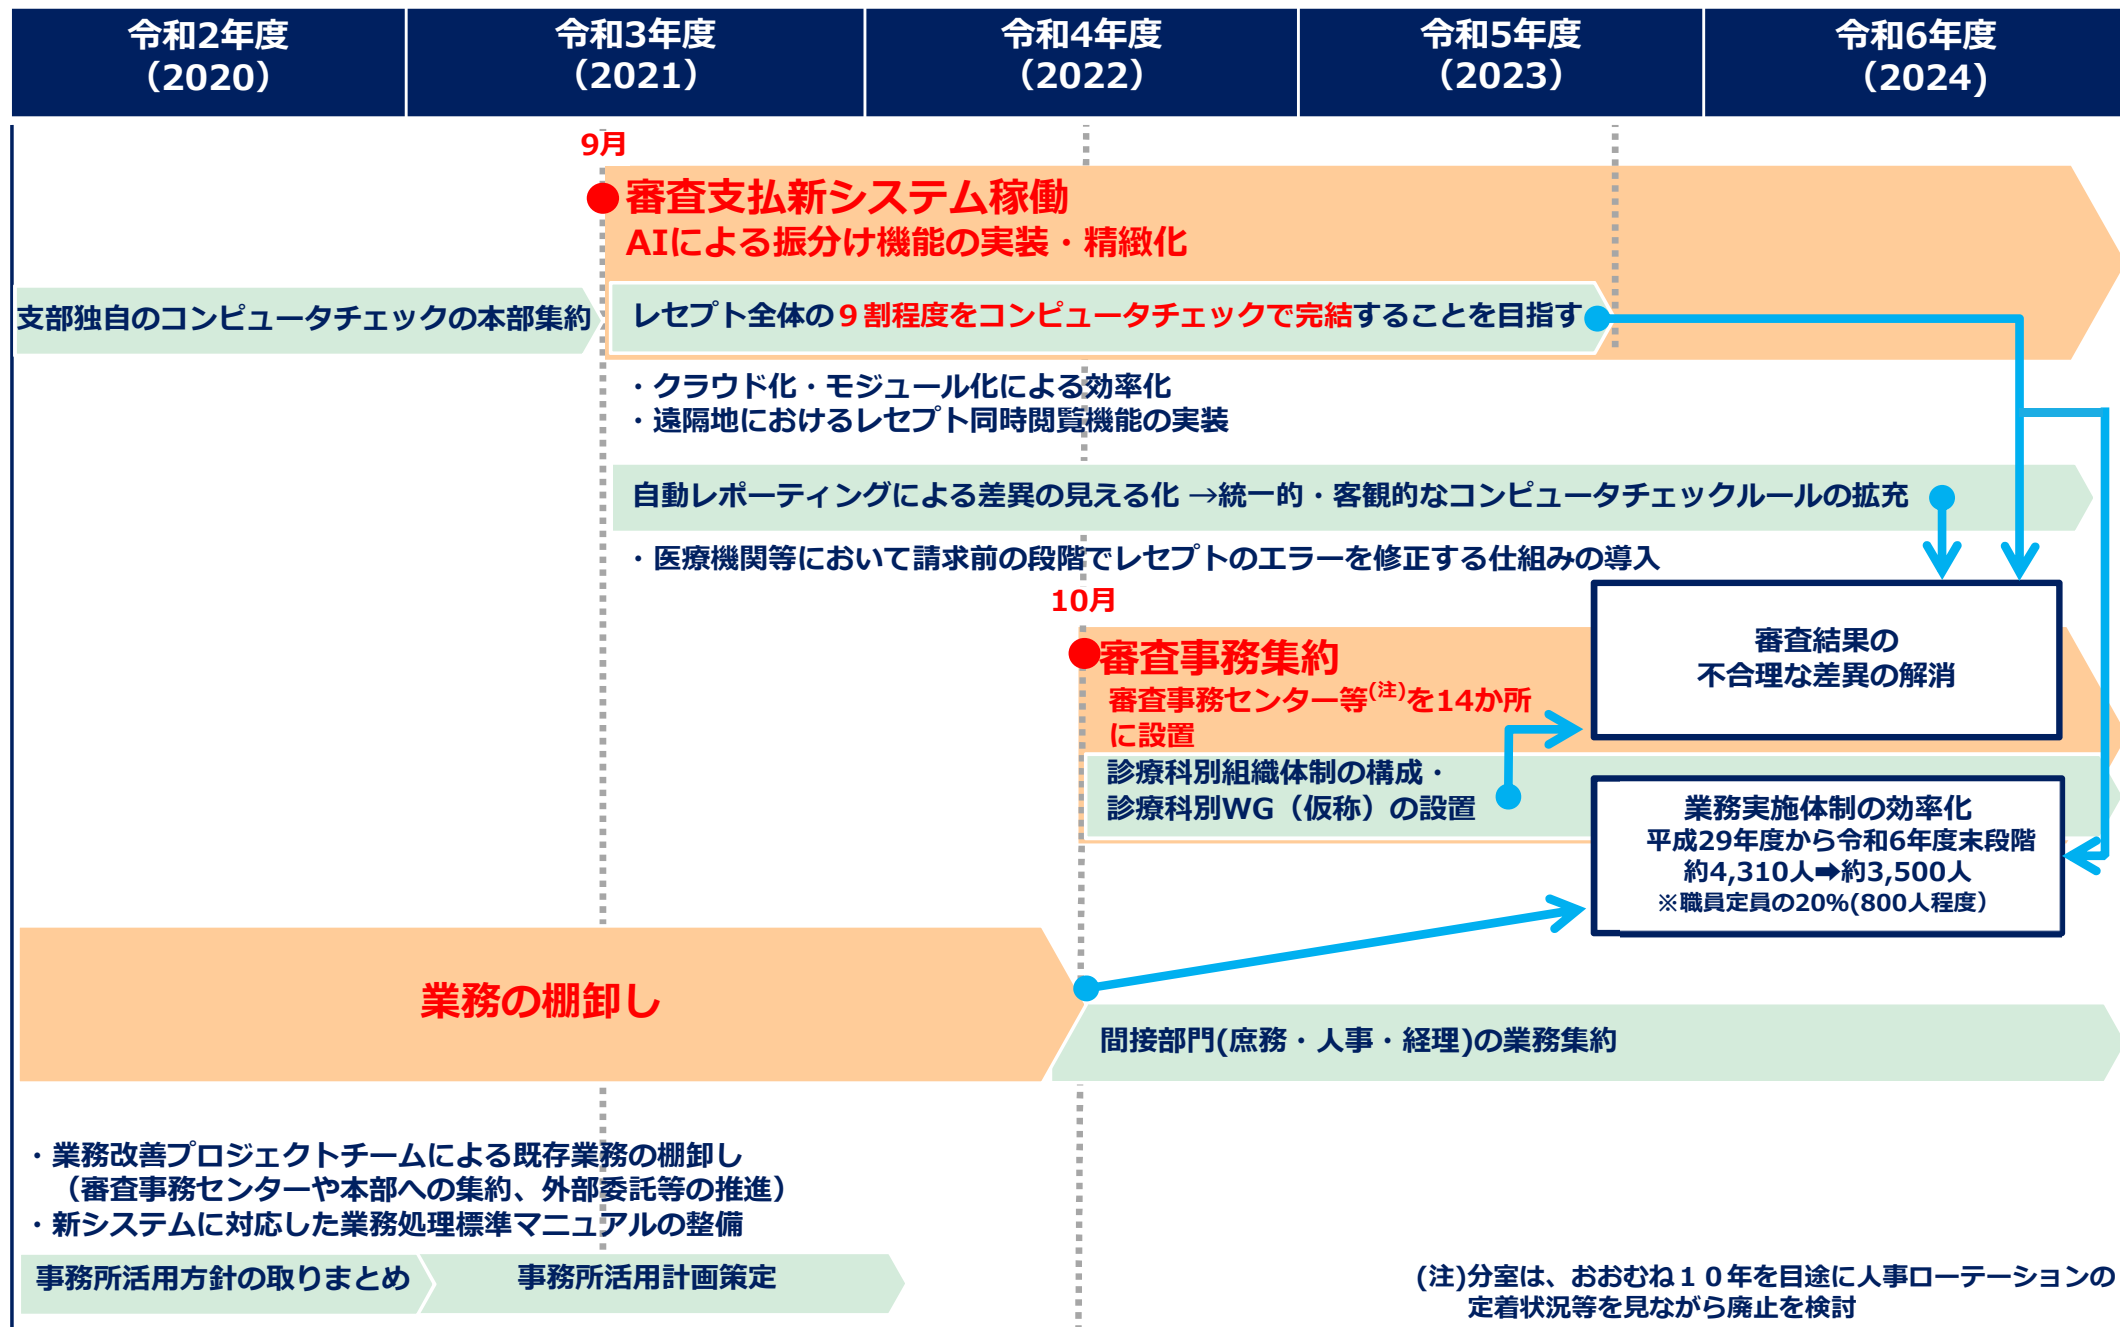 令和2年度
（2020）
令和3年度
（2021）
令和4年度
（2022）
令和5年度
（2023）
令和6年度
（2024)
9月
審査支払新システム稼働
AIによる振分け機能の実装・精緻化
支部独自のコンピュータチェックの本部集約
レセプト全体の９割程度をコンピュータチェックで完結することを目指す
・クラウド化・モジュール化による効率化
・遠隔地におけるレセプト同時閲覧機能の実装
自動レポーティングによる差異の見える化 →統一的・客観的なコンピュータチェックルールの拡充
・医療機関等において請求前の段階でレセプトのエラーを修正する仕組みの導入
10月
審査事務集約
審査事務センター等(注)を14か所
に設置
診療科別組織体制の構成・
診療科別WG（仮称）の設置
審査結果の
不合理な差異の解消
業務実施体制の効率化
平成29年度から令和6年度末段階
約4,310人➡約3,500人
※職員定員の20%(800人程度）
業務の棚卸し
間接部門(庶務・人事・経理)の業務集約
・業務改善プロジェクトチームによる既存業務の棚卸し
（審査事務センターや本部への集約、外部委託等の推進）
・新システムに対応した業務処理標準マニュアルの整備
事務所活用方針の取りまとめ
事務所活用計画策定
(注)分室は、おおむね１０年を目途に人事ローテーションの
定着状況等を見ながら廃止を検討